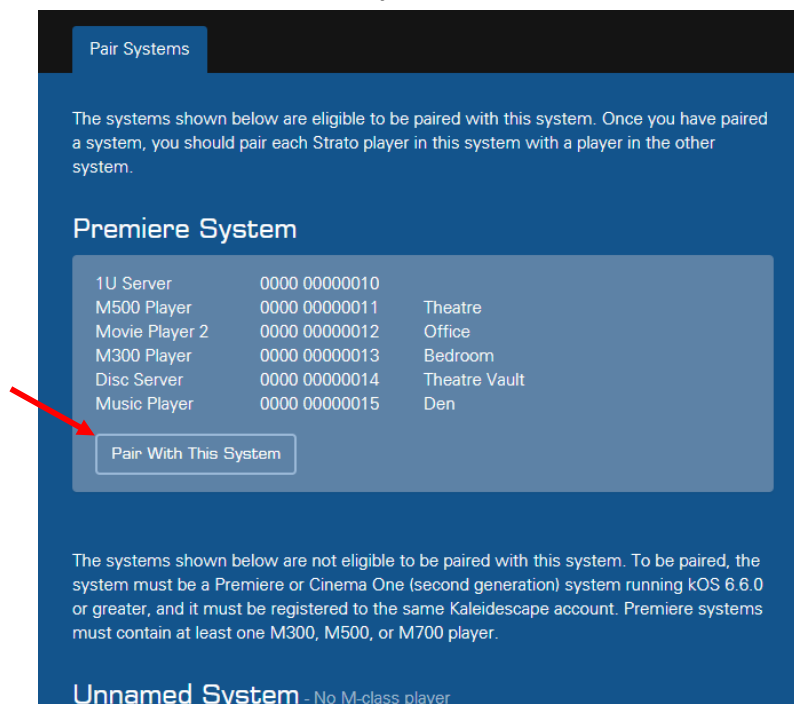 Pair Systems
The systems shown below are eligible to be paired with this system. Once you have paired
a system, you should pair each Strato player in this system with a player in the other
system.
Premiere System
1U Server 0000 00000010
M500 Player 0000 00000011 Theatre
Movie Player 2 0000 00000012 Office
M300 Player 0000 00000013 Bedroom
Disc Server 0000 00000014 Theatre Vault
Music Player 0000 00000015 Den
Pair With This System
The systems shown below are not eligible to be paired with this system. To be paired, the
system must be a Premiere or Cinema One (second generation) system running kOS 6.6.0
or greater, and it must be registered to the same Kaleidescape account. Premiere systems
must contain at least one M300, M500, or M700 player.
Unnamed System - No M-class player